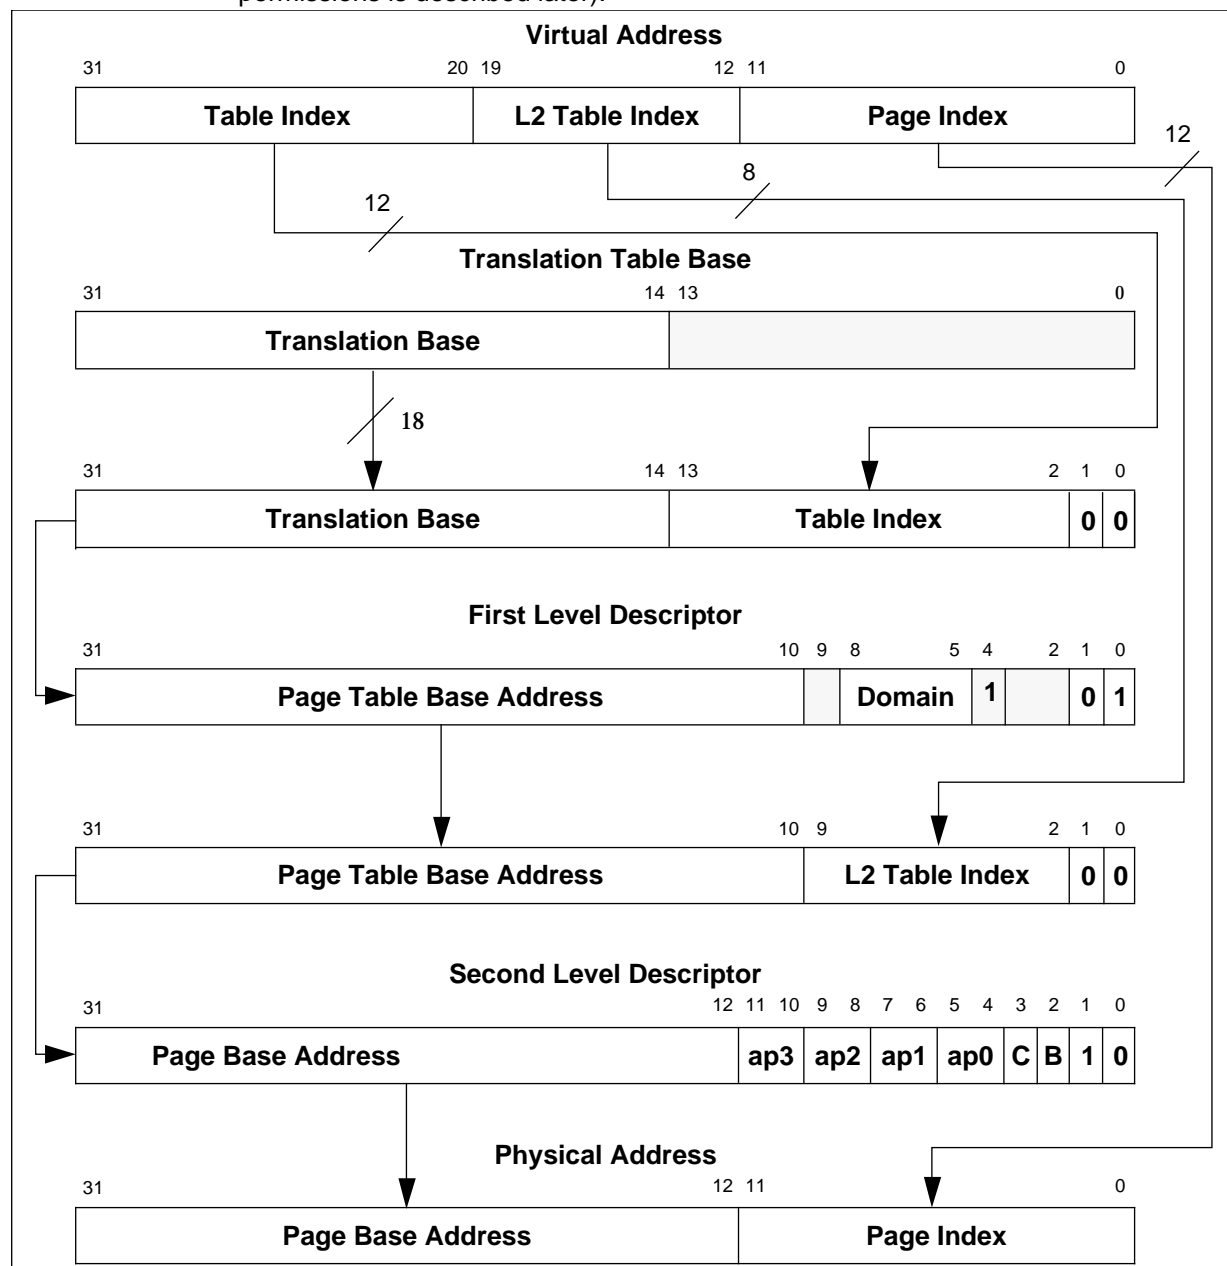 permissions is described later).
Virtual Address
31 20 19 12 11 0
Table Index L2 Table Index Page Index
12
8
12
Translation Table Base
31 14 13 0
Translation Base
18
31 14 13 2 1 0
Translation Base Table Index 0 0
First Level Descriptor
31 10 9 8 5 4 2 1 0
Page Table Base Address Domain 1 0 1
31 10 9 2 1 0
Page Table Base Address L2 Table Index 0 0
Second Level Descriptor
31 12 11 10 9 8 7 6 5 4 3 2 1 0
Page Base Address ap3 ap2 ap1 ap0 C B 1 0
Physical Address
31 12 11 0
Page Base Address Page Index